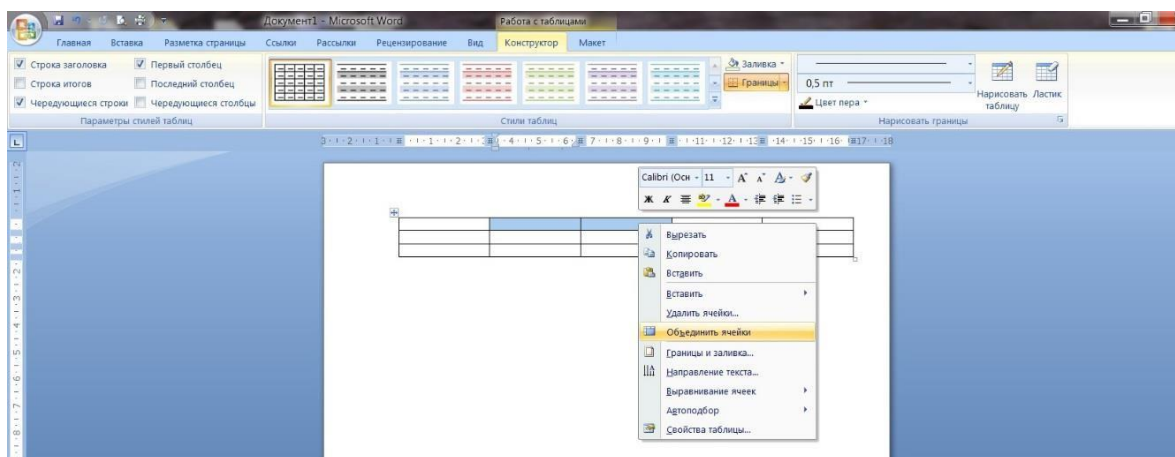 Документ1 - Microsoft Word
Работа с таблицами
Главная Вставка Разметка страницы Ссылки Рассылки Рецензирование Вид Конструктор Макет
Строка заголовка Первый столбец
Строка итогов Последний столбец
Чередующиеся строки Чередующиеся столбцы
Параметры стилей таблиц
Стили таблиц
Заливка
Границы
0,5 пт
Цвет пера
Нарисовать таблицу
Ластик
Нарисовать границы
Calibri (Осн 11
Ж К
Вырезать
Копировать
Вставить
Вставить
Удалить ячейки...
Объединить ячейки
Границы и заливка...
Направление текста...
Выравнивание ячеек
Автоподбор
Свойства таблицы...